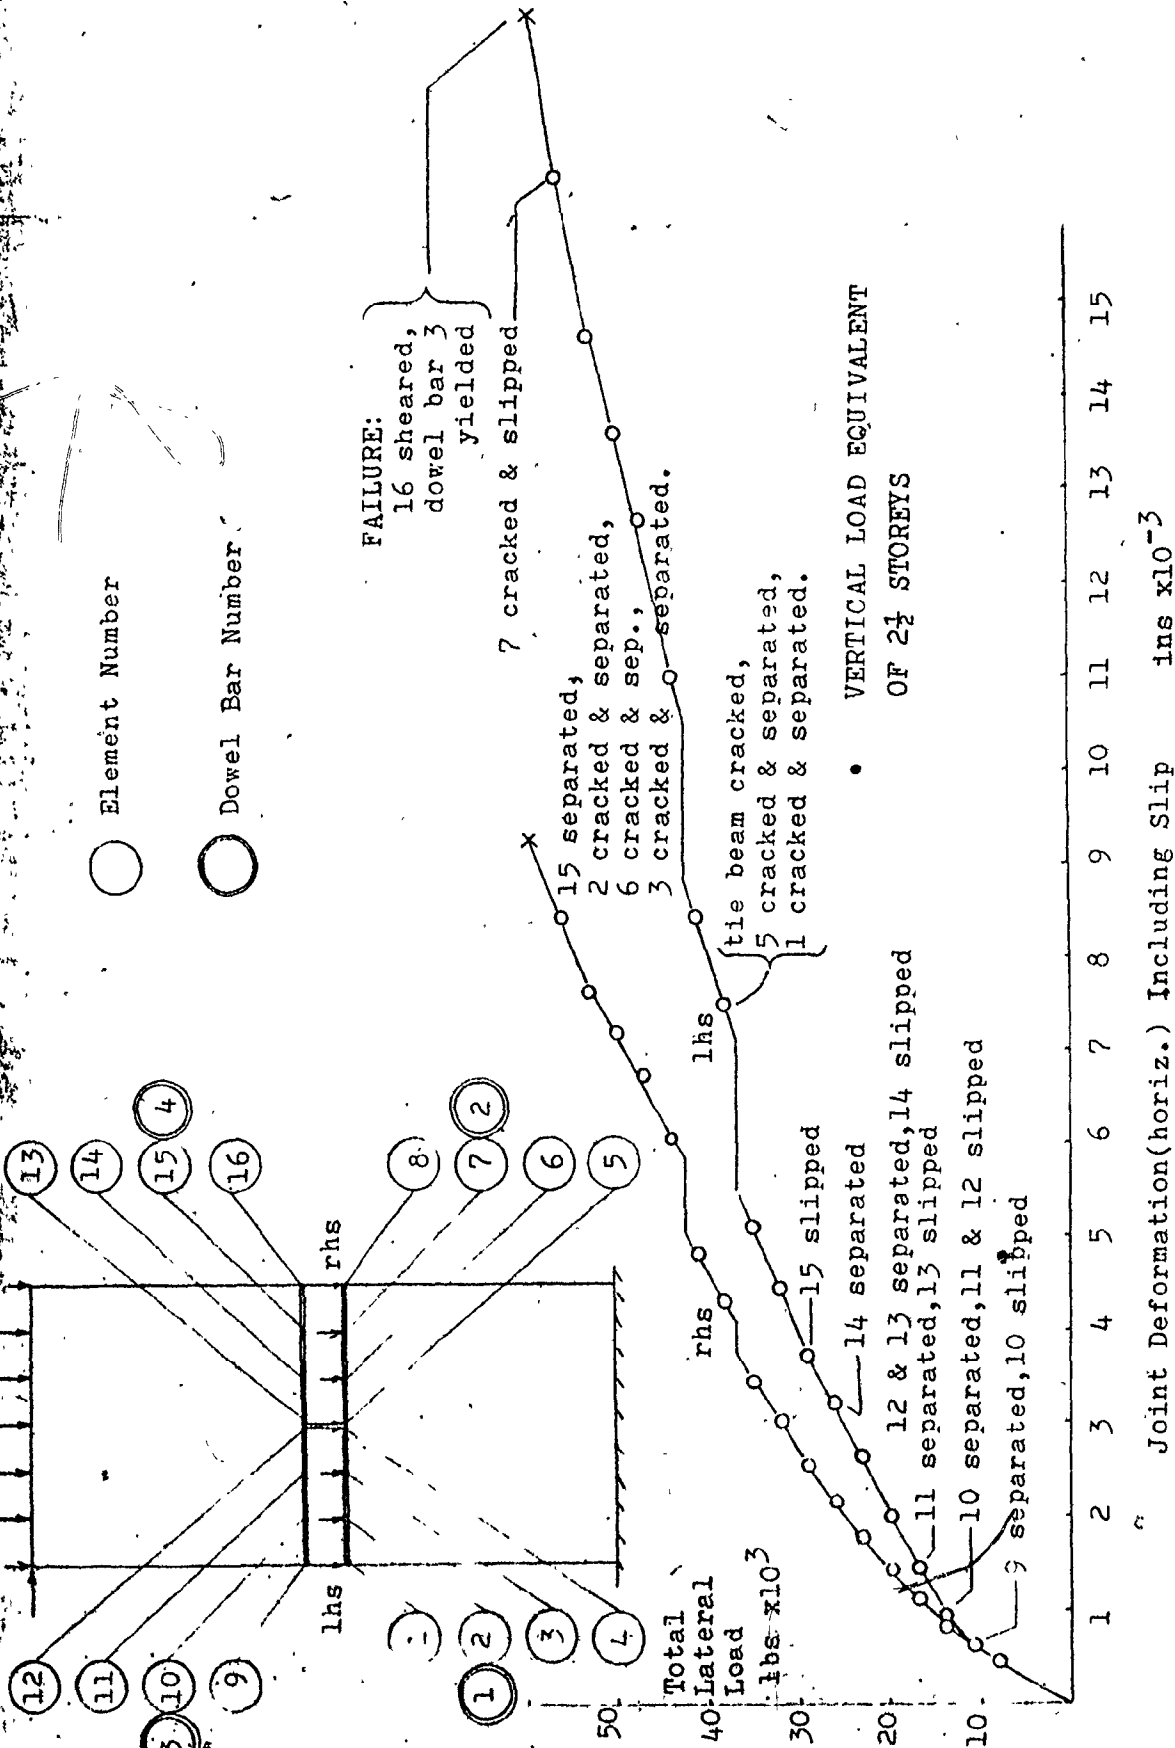 Element Number
Dowel Bar Number
FAILURE:
16 sheared,
dowel bar 3
yielded
7 cracked & slipped
15 separated,
2 cracked & separated,
6 cracked & sep.,
3 cracked & separated.
tie beam cracked,
5 cracked & separated,
1 cracked & separated.
VERTICAL LOAD EQUIVALENT
OF 2½ STOREYS
13
14
15
4
16
8
7
2
6
5
rhs
lhs
12
11
10
9
1
2
1
3
4
rhs
lhs
15 slipped
14 separated
12 & 13 separated,14 slipped
11 separated,13 slipped
10 separated,11 & 12 slipped
9 separated,10 slipped
Total
Lateral
Load
lbs x10³
50
40
30
20
10
1 2 3 4 5 6 7 8 9 10 11 12 13 14 15
Joint Deformation(horiz.) Including Slip ins x10⁻³